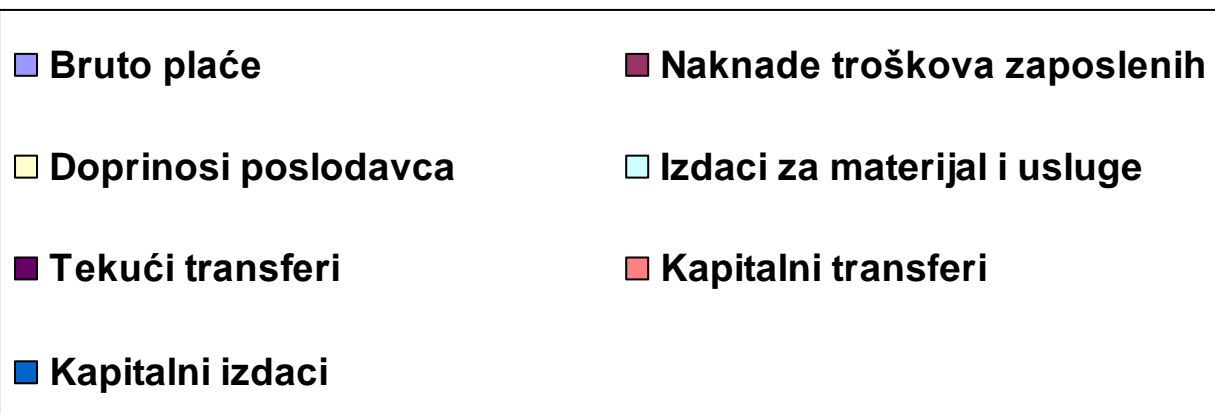 Bruto plaće
Naknade troškova zaposlenih
Doprinosi poslodavca
Izdaci za materijal i usluge
Tekući transferi
Kapitalni transferi
Kapitalni izdaci